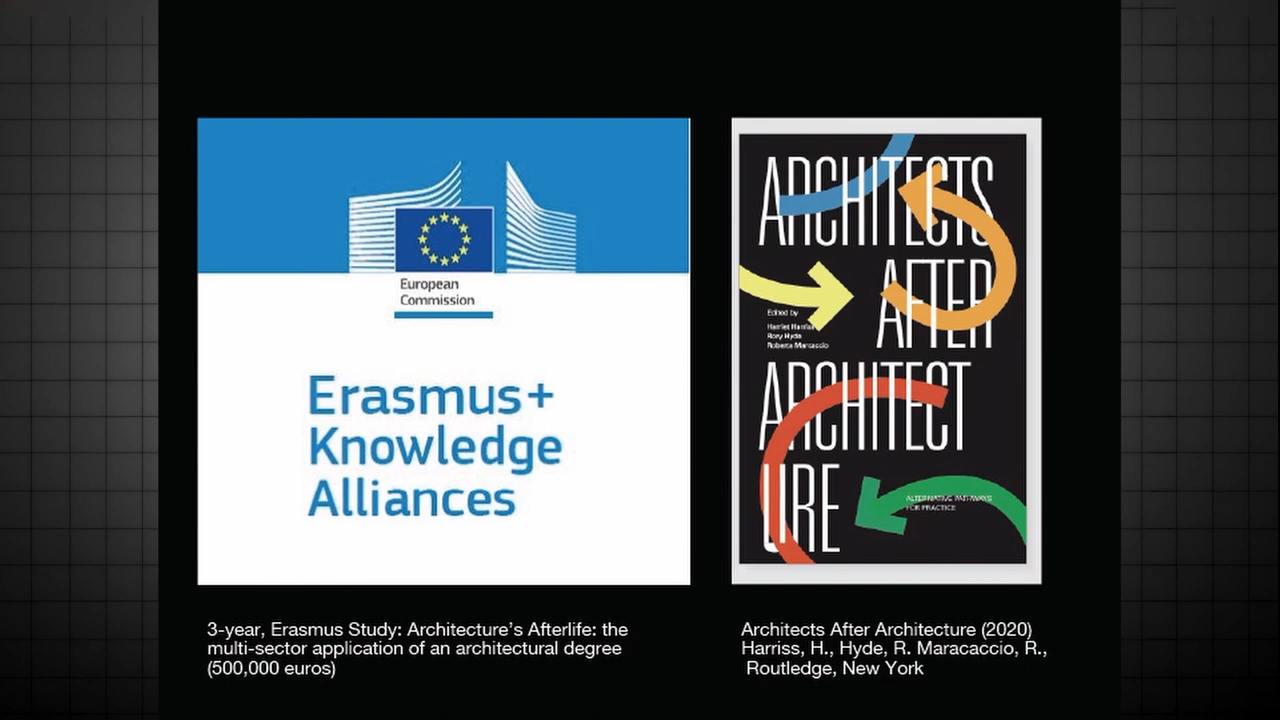 European
Commission
Erasmus+
Knowledge
Alliances
3-year, Erasmus Study: Architecture's Afterlife: the
multi-sector application of an architectural degree
(500,000 euros)
ARCHITECTS
AFTER
Edited by
Harriet Harriss
Rory Hyde
Roberta Marcaccio
ARCHITECT
URE
ALTERNATIVE PATHWAYS
FOR PRACTICE
Architects After Architecture (2020)
Harriss, H., Hyde, R. Maracaccio, R.,
Routledge, New York